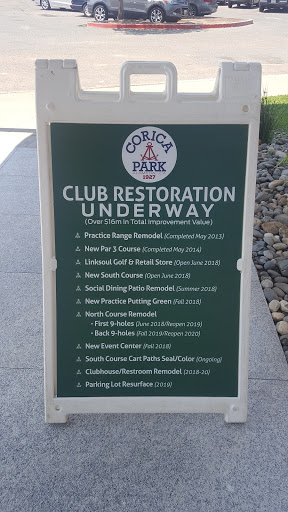 CORICA
PARK
1927
CLUB RESTORATION
UNDERWAY
(Over $16m In Total Improvement Value)
Practice Range Remodel (Completed May 2013)
New Par 3 Course (Completed May 2014)
Linksoul Golf & Retail Store (Open June 2018)
New South Course (Open June 2018)
Social Dining Patio Remodel (Summer 2018)
New Practice Putting Green (Fall 2018)
North Course Remodel
• First 9-holes (June 2018/Reopen 2019)
• Back 9-holes (Fall 2019/Reopen 2020)
New Event Center (Fall 2018)
South Course Cart Paths Seal/Color (Ongoing)
Clubhouse/Restroom Remodel (2018-20)
Parking Lot Resurface (2019)